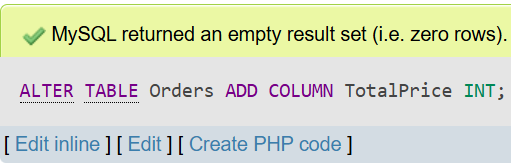 MySQL returned an empty result set (i.e. zero rows).
ALTER TABLE Orders ADD COLUMN TotalPrice INT;
[ Edit inline ] [ Edit ] [ Create PHP code ]